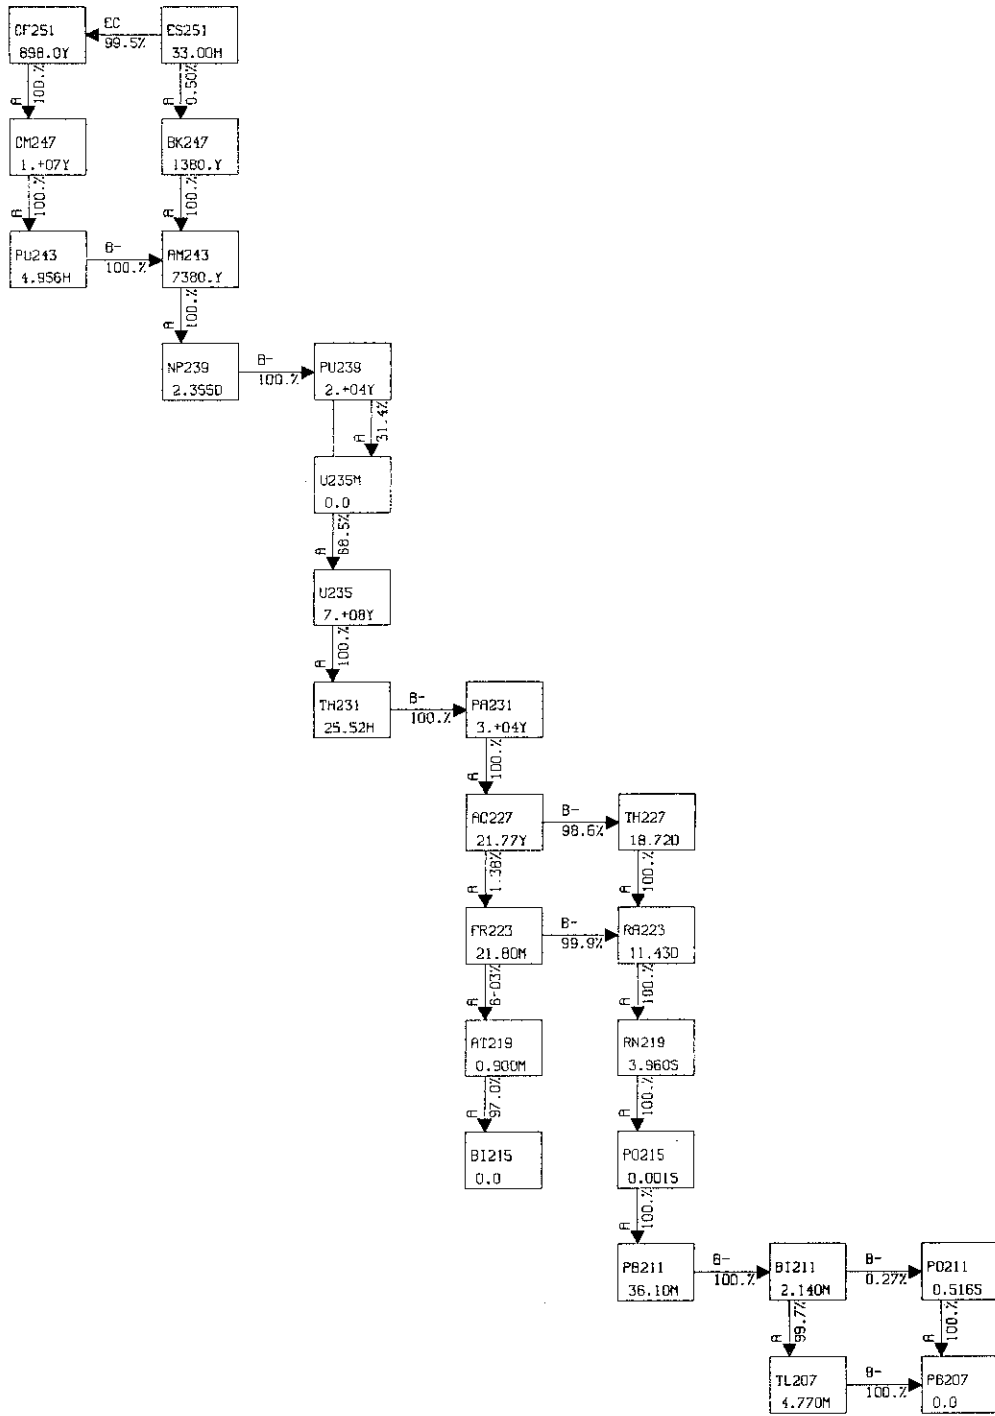 CF251
898.0Y
EC
99.5%
ES251
33.00H
A
100.%
A
0.50%
CM247
1.+07Y
BK247
1380.Y
A
100.%
A
100.%
PU243
4.956H
B-
100.%
AM243
7380.Y
A
100.%
NP239
2.355D
B-
100.%
PU239
2.+04Y
A
31.4%
U235M
0.0
A
68.5%
U235
7.+08Y
A
100.%
TH231
25.52H
B-
100.%
PA231
3.+04Y
A
100.%
AC227
21.77Y
B-
98.6%
TH227
18.72D
A
1.38%
A
100.%
FR223
21.80M
B-
99.9%
RA223
11.43D
A
6-03%
A
100.%
AT219
0.900M
RN219
3.960S
A
97.0%
A
100.%
BI215
0.0
PO215
0.001S
A
100.%
PB211
36.10M
B-
100.%
BI211
2.140M
B-
0.27%
PO211
0.516S
A
99.7%
A
100.%
TL207
4.770M
B-
100.%
PB207
0.0